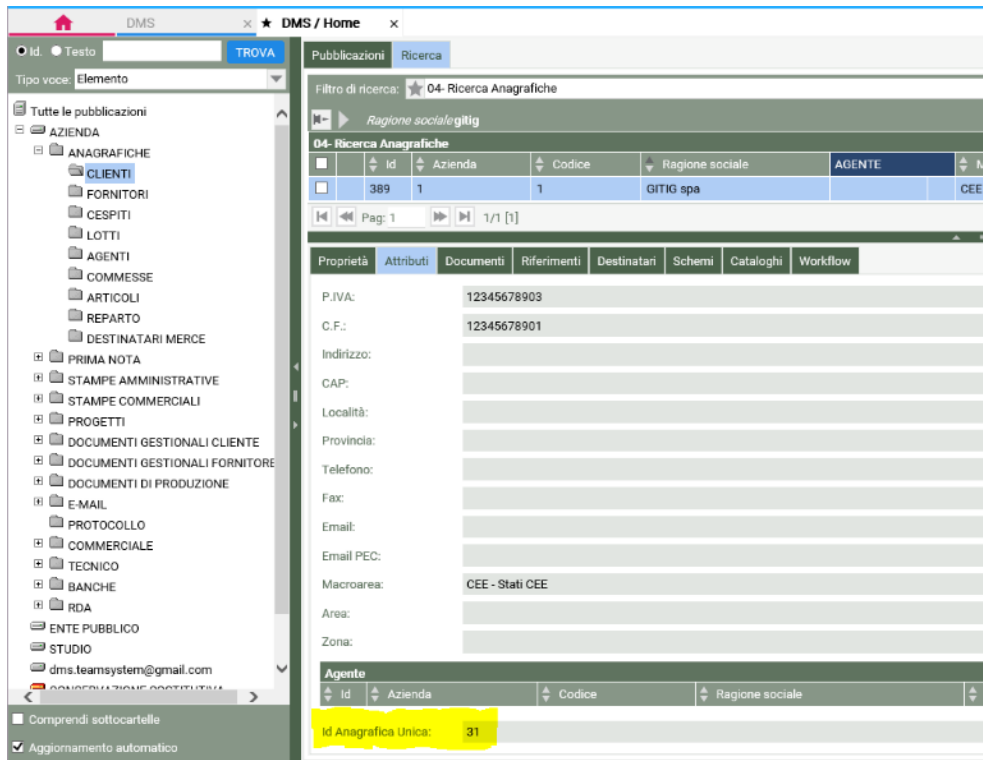 DMS × ★ DMS / Home ×
Id. Testo TROVA
Tipo voce: Elemento
Tutte le pubblicazioni
AZIENDA
ANAGRAFICHE
CLIENTI
FORNITORI
CESPITI
LOTTI
AGENTI
COMMESSE
ARTICOLI
REPARTO
DESTINATARI MERCE
PRIMA NOTA
STAMPE AMMINISTRATIVE
STAMPE COMMERCIALI
PROGETTI
DOCUMENTI GESTIONALI CLIENTE
DOCUMENTI GESTIONALI FORNITORE
DOCUMENTI DI PRODUZIONE
E-MAIL
PROTOCOLLO
COMMERCIALE
TECNICO
BANCHE
RDA
ENTE PUBBLICO
STUDIO
dms.teamsystem@gmail.com
Comprendi sottocartelle
Aggiornamento automatico
Pubblicazioni Ricerca
Filtro di ricerca: 04- Ricerca Anagrafiche
Ragione sociale gitig
04- Ricerca Anagrafiche
Id Azienda Codice Ragione sociale AGENTE M
389 1 1 GITIG spa CEE
Pag: 1 1/1 [1]
Proprietà Attributi Documenti Riferimenti Destinatari Schemi Cataloghi Workflow
P.IVA: 12345678903
C.F.: 12345678901
Indirizzo:
CAP:
Località:
Provincia:
Telefono:
Fax:
Email:
Email PEC:
Macroarea: CEE - Stati CEE
Area:
Zona:
Agente
Id Azienda Codice Ragione sociale
Id Anagrafica Unica: 31